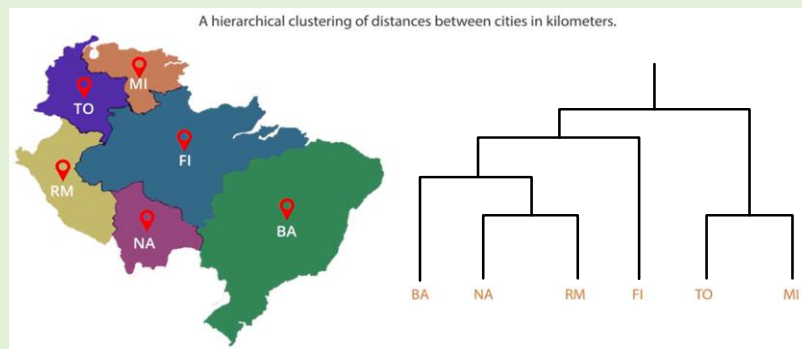 A hierarchical clustering of distances between cities in kilometers.
MI
TO
FI
RM
NA
BA
BA NA RM FI TO MI